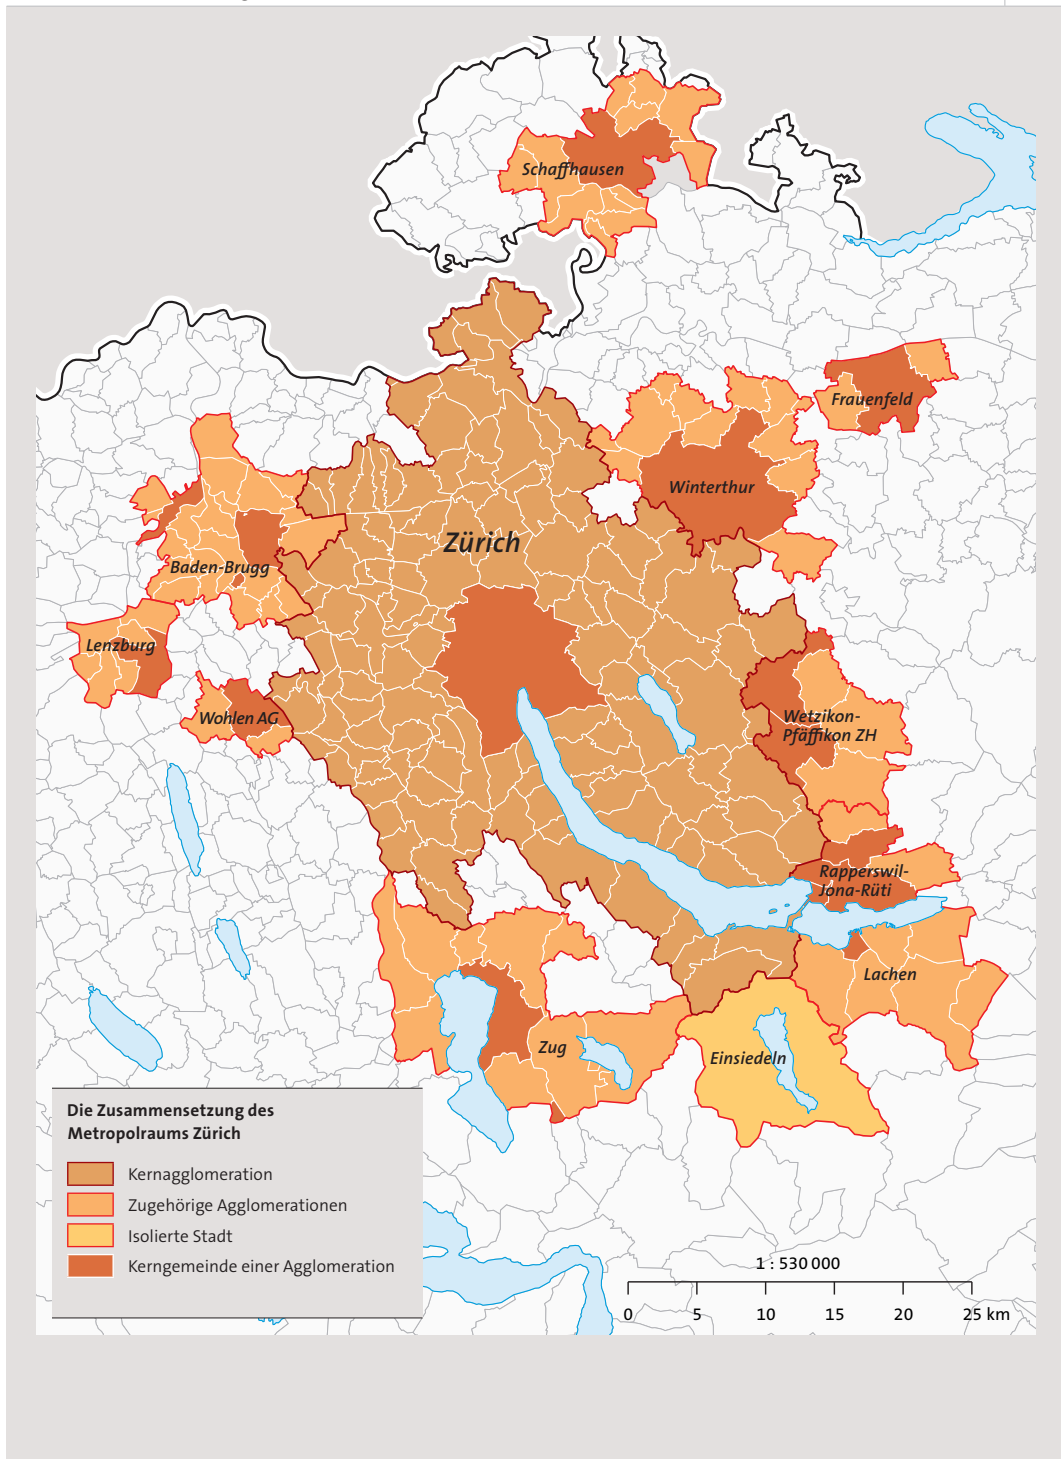 Schaffhausen
Frauenfeld
Winterthur
Zürich
Baden-Brugg
Lenzburg
Wohlen AG
Wetzikon-
Pfäffikon ZH
Rapperswil-
Jona-Rüti
Lachen
Zug
Einsiedeln
Die Zusammensetzung des
Metropolraums Zürich
Kernagglomeration
Zugehörige Agglomerationen
Isolierte Stadt
Kerngemeinde einer Agglomeration
1 : 530 000
0 5 10 15 20 25 km